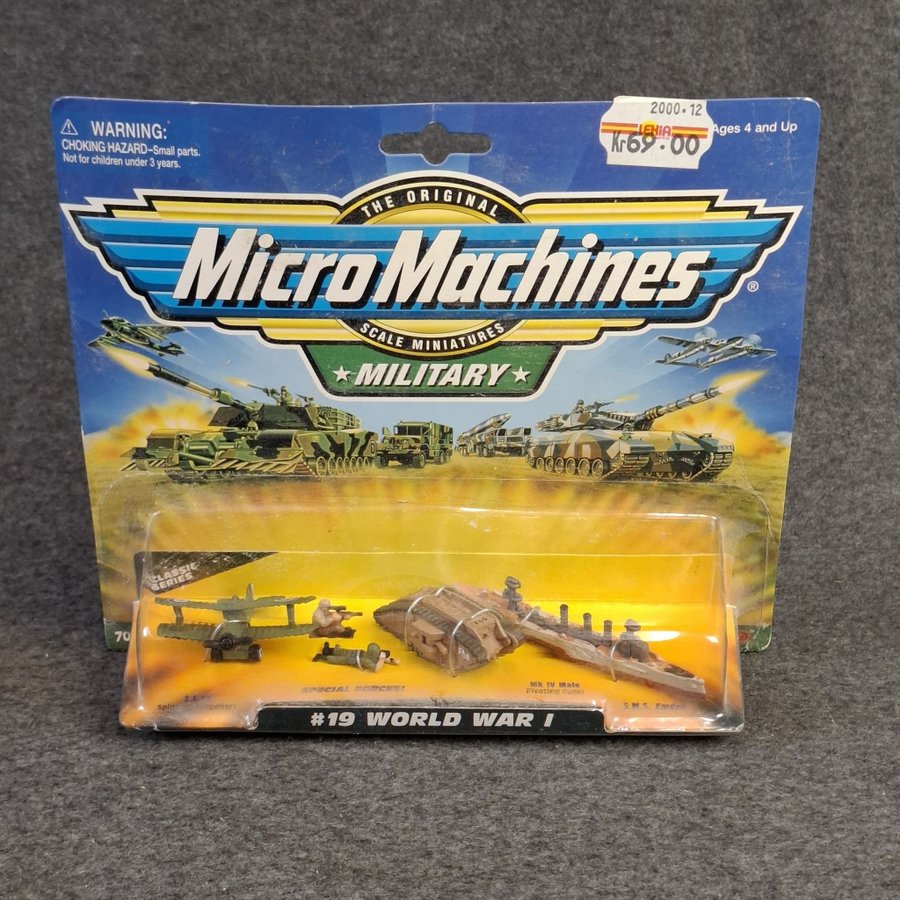 WARNING:
CHOKING HAZARD–Small parts.
Not for children under 3 years.
2000-12
LEKIA
Kr69.00
Ages 4 and Up
THE ORIGINAL
Micro Machines
®
SCALE MINIATURES
MILITARY
CLASSIC
SERIES
SPECIAL FORCES!
Mk IV Male
Pivoting Guns!
S.M.S. Emden
#19 WORLD WAR I